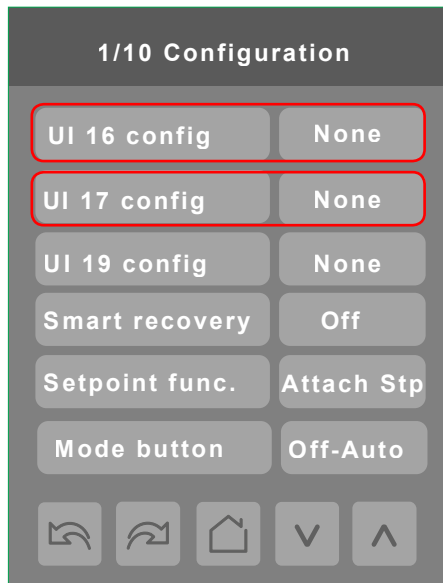 1/10 Configuration
UI 16 config None
UI 17 config None
UI 19 config None
Smart recovery Off
Setpoint func. Attach Stp
Mode button Off-Auto